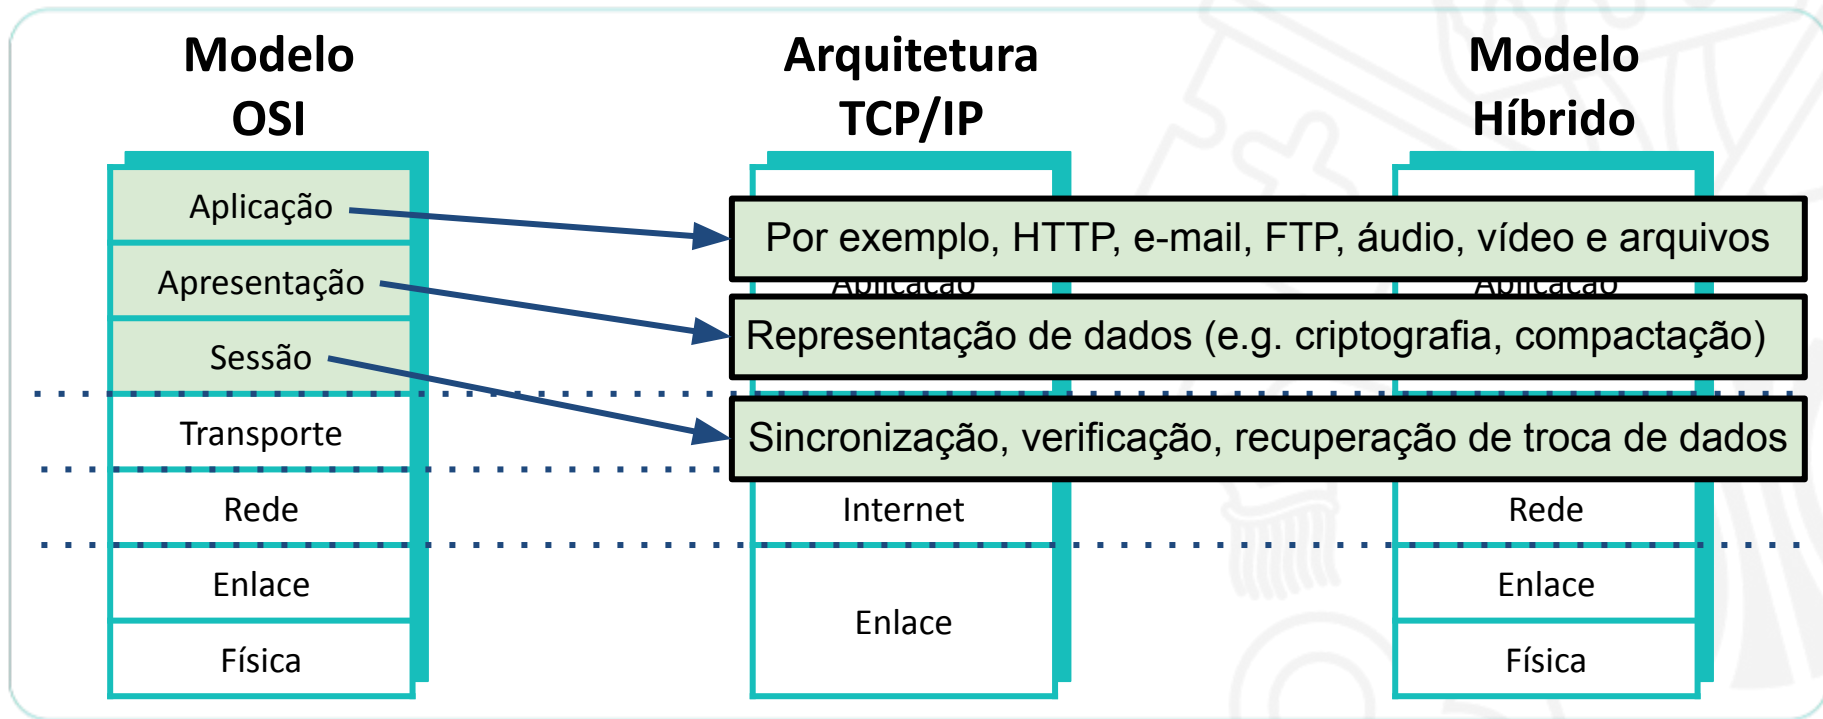 Modelo
OSI
Arquitetura
TCP/IP
Modelo
Híbrido
Aplicação
Apresentação
Sessão
Transporte
Rede
Enlace
Física
Por exemplo, HTTP, e-mail, FTP, áudio, vídeo e arquivos
Aplicação
Aplicação
Representação de dados (e.g. criptografia, compactação)
Sincronização, verificação, recuperação de troca de dados
Internet
Enlace
Rede
Enlace
Física